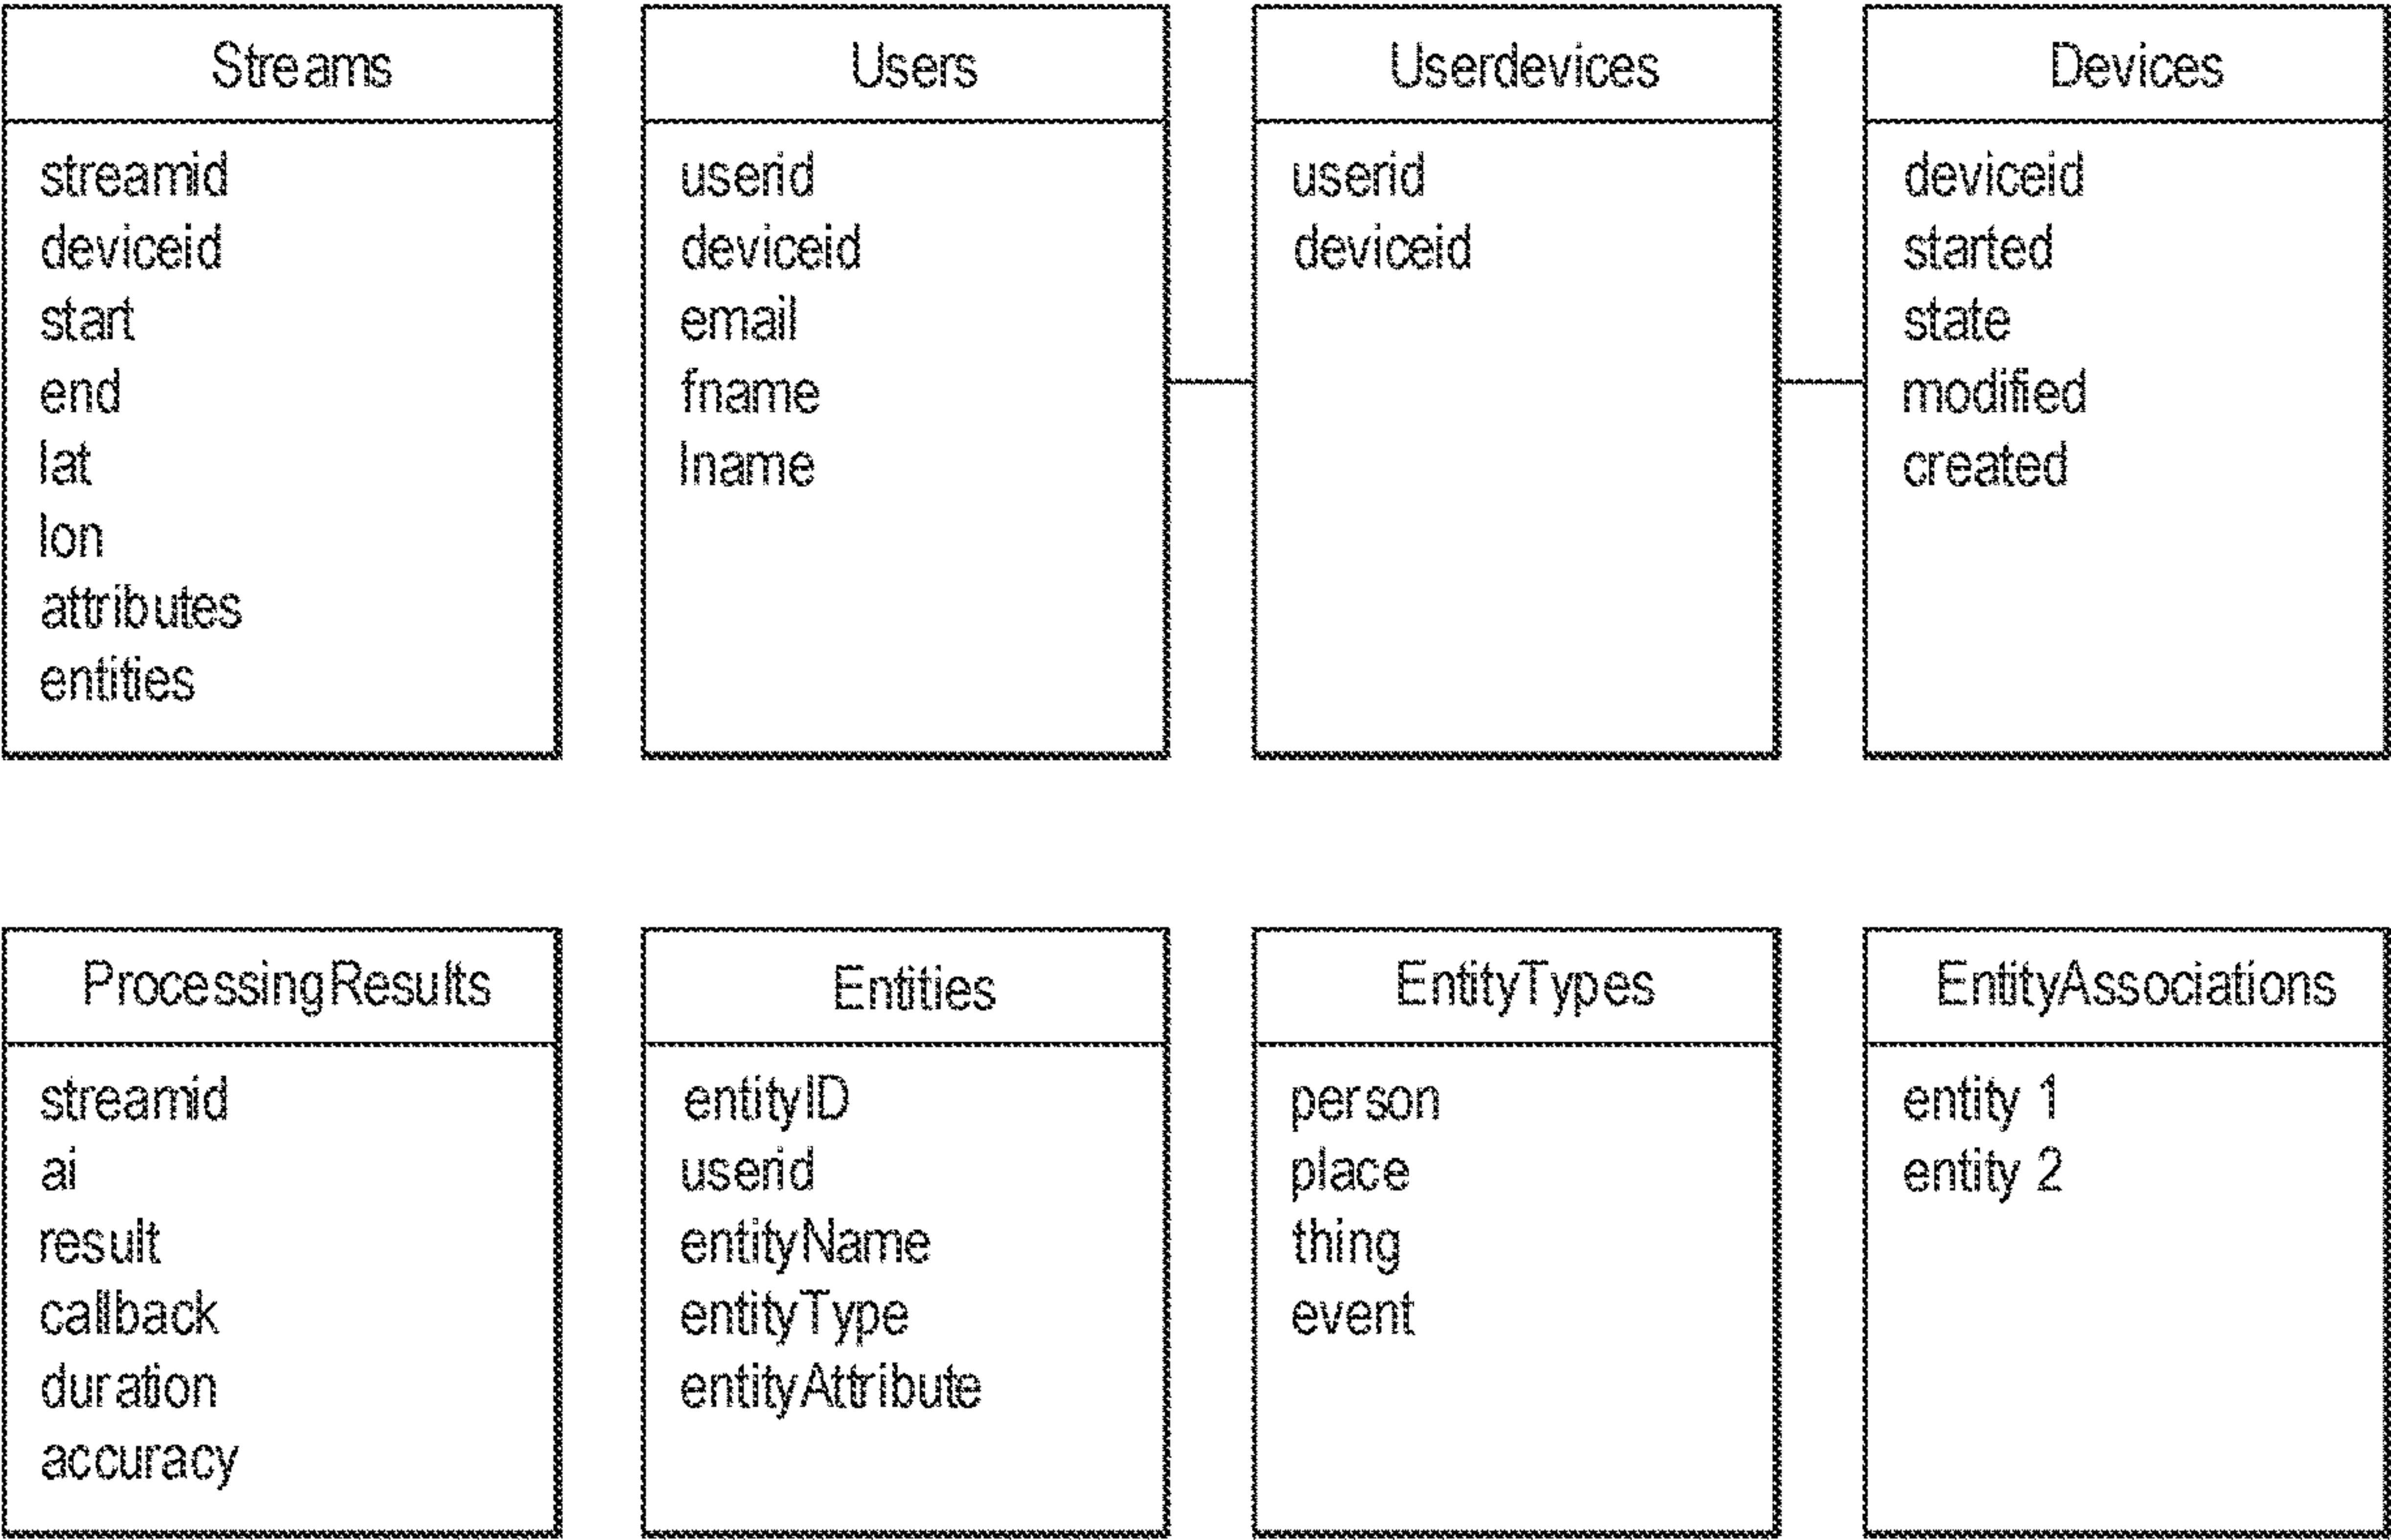 Streams
streamid
deviceid
start
end
lat
lon
attributes
entities
Users
userid
deviceid
email
fname
lname
Userdevices
userid
deviceid
Devices
deviceid
started
state
modified
created
ProcessingResults
streamid
ai
result
callback
duration
accuracy
Entities
entityID
userid
entityName
entityType
entityAttribute
EntityTypes
person
place
thing
event
EntityAssociations
entity 1
entity 2